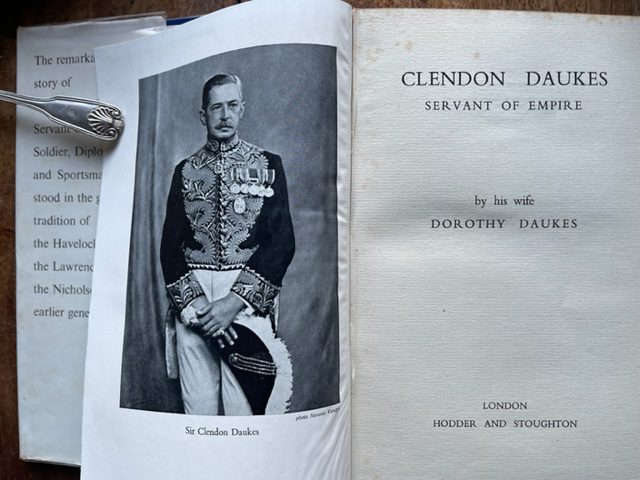 The remarka
story of
Servant
Soldier, Diplo
and Sportsma
stood in the g
tradition of
the Havelock
the Lawrenc
the Nicholso
earlier gene
photo
Sir Clendon Daukes
CLENDON DAUKES
SERVANT OF EMPIRE
by his wife
DOROTHY DAUKES
LONDON
HODDER AND STOUGHTON